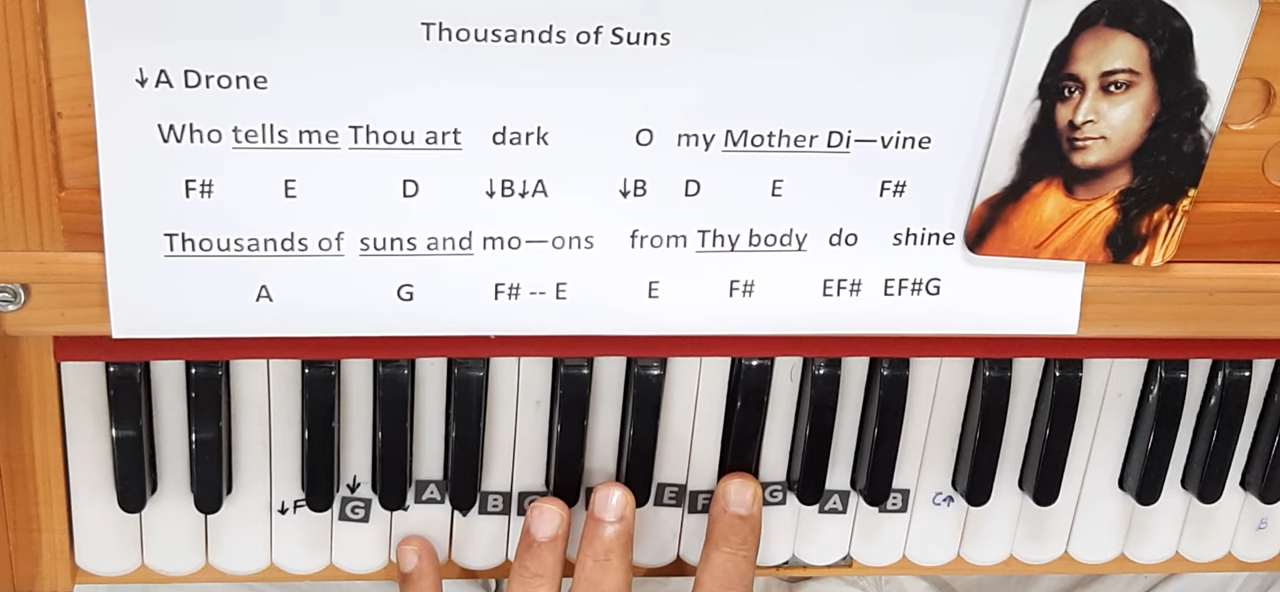 Thousands of Suns
↓A Drone
Who tells me Thou art dark O my Mother Di—vine
F# E D ↓B↓A ↓B D E F#
Thousands of suns and mo—ons from Thy body do shine
A G F# -- E E F# EF# EF#G
↓F G A B E F G A B C↑ B